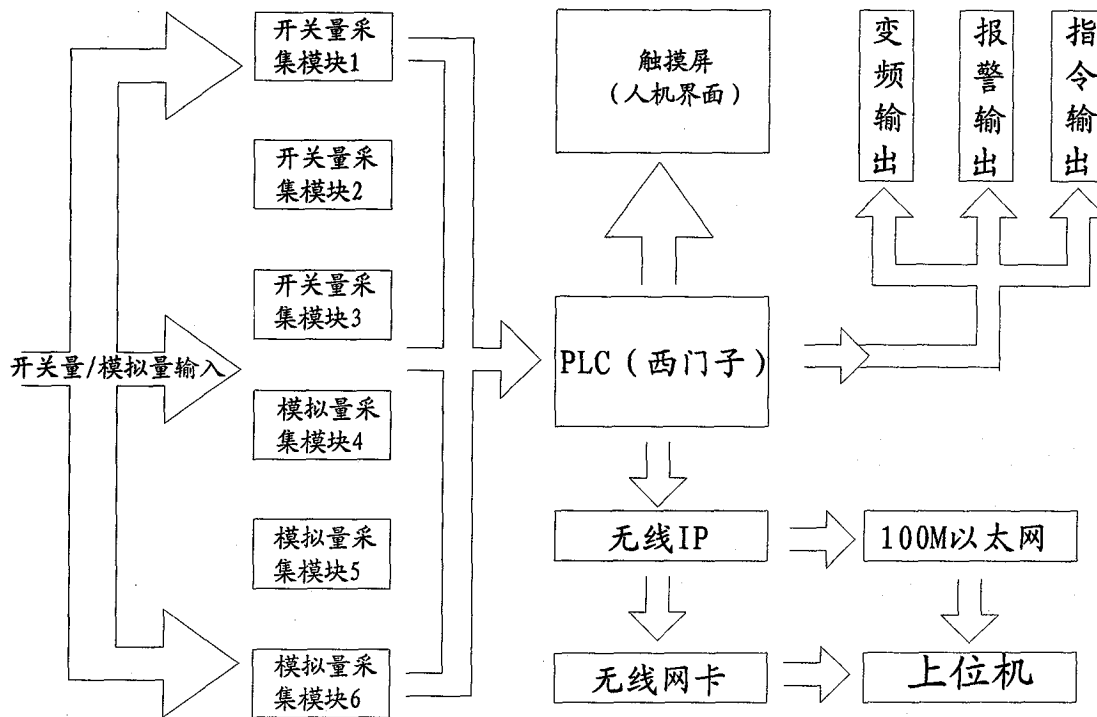 开关量/模拟量输入
开关量采
集模块1
开关量采
集模块2
开关量采
集模块3
模拟量采
集模块4
模拟量采
集模块5
模拟量采
集模块6
触摸屏
（人机界面）
PLC（西门子）
变频输出
报警输出
指令输出
无线IP
100M以太网
无线网卡
上位机